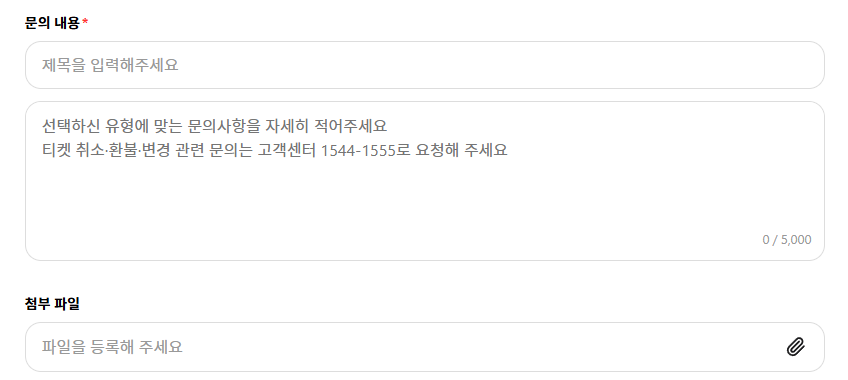 문의 내용*
제목을 입력해주세요
선택하신 유형에 맞는 문의사항을 자세히 적어주세요
티켓 취소·환불·변경 관련 문의는 고객센터 1544-1555로 요청해 주세요
0 / 5,000
첨부 파일
파일을 등록해 주세요